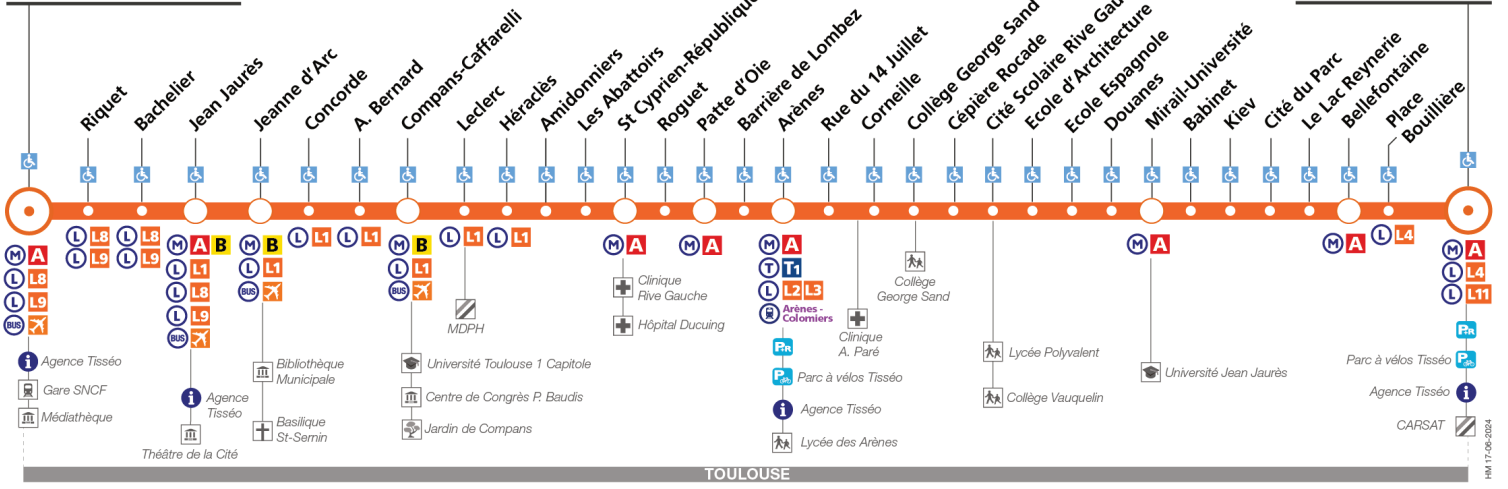 Riquet
Bachelier
Jean Jaurès
Jeanne d'Arc
Concorde
A. Bernard
Compans-Caffarelli
Leclerc
Héraclès
Amidonniers
Les Abattoirs
St Cyprien-République
Roguet
Patte d'Oie
Barrière de Lombez
Arènes
Rue du 14 Juillet
Corneille
Collège George Sand
Cépière Rocade
Cité Scolaire Rive
Ecole d'Architecture
Ecole Espagnole
Douanes
Mirail-Université
Babinet
Kiev
Cité du Parc
Le Lac Reynerie
Bellefontaine
Place
Bouillière
M A
L L8
L L9
BUS
i Agence Tisséo
Gare SNCF
Médiathèque
L L8
L L9
L L8
L L9
M A B
L L1
L L8
L L9
BUS
i Agence
Tisséo
Théâtre de la Cité
M B
L L1
BUS
Bibliothèque
Municipale
Basilique
St-Sernin
L L1
L L1
M B
L L1
BUS
Université Toulouse 1 Capitole
Centre de Congrès P. Baudis
Jardin de Compans
L L1
MDPH
L L1
M A
Clinique
Rive Gauche
Hôpital Ducuing
M A
M A
T T1
L L2 L3
Arènes -
Colomiers
P+R
P Parc à vélos Tisséo
i Agence Tisséo
Lycée des Arènes
Clinique
A. Paré
Collège
George Sand
Lycée Polyvalent
Collège Vauquelin
M A
Université Jean Jaurès
M A
L L4
M A
L L4
L L11
P+R
Parc à vélos Tisséo P
Agence Tisséo i
CARSAT
TOULOUSE
HM 17-06-2024